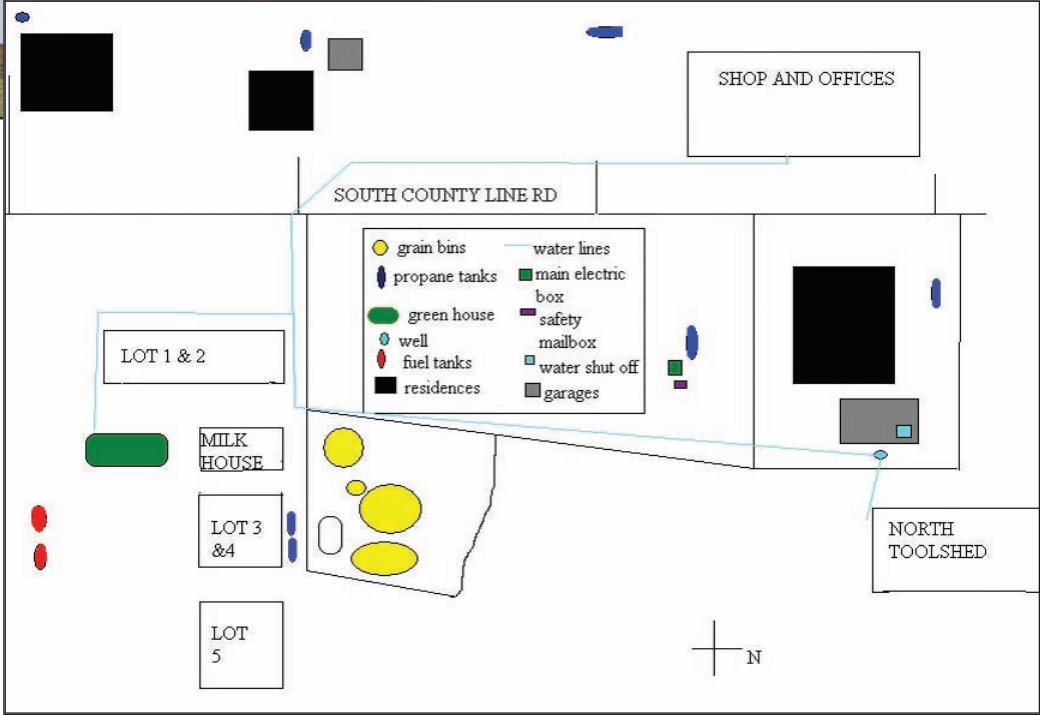 SHOP AND OFFICES
SOUTH COUNTY LINE RD
grain bins
propane tanks
green house
well
fuel tanks
residences
water lines
main electric
box
safety
mailbox
water shut off
garages
LOT 1 & 2
MILK
HOUSE
LOT 3
&4
LOT
5
NORTH
TOOLSHED
N